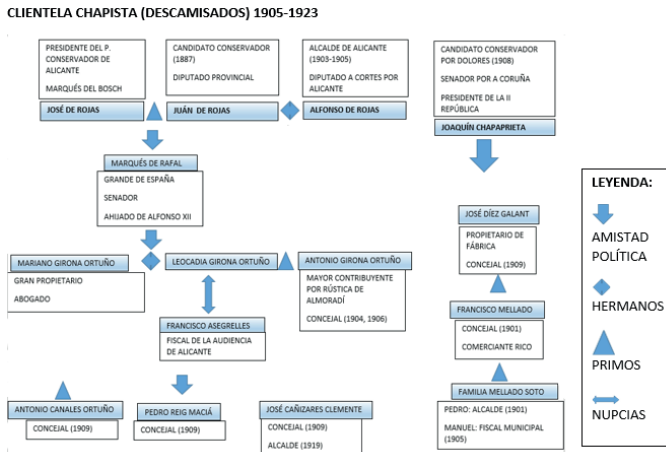 CLIENTELA CHAPISTA (DESCAMISADOS) 1905-1923
PRESIDENTE DEL P.
CONSERVADOR DE
ALICANTE
MARQUÉS DEL BOSCH
JOSÉ DE ROJAS
CANDIDATO CONSERVADOR
(1887)
DIPUTADO PROVINCIAL
JUÁN DE ROJAS
ALCALDE DE ALICANTE
(1903-1905)
DIPUTADO A CORTES POR
ALICANTE
ALFONSO DE ROJAS
CANDIDATO CONSERVADOR
POR DOLORES (1908)
SENADOR POR A CORUÑA
PRESIDENTE DE LA II
REPÚBLICA
JOAQUÍN CHAPAPRIETA
MARQUÉS DE RAFAL
GRANDE DE ESPAÑA
SENADOR
AHIJADO DE ALFONSO XII
MARIANO GIRONA ORTUÑO
GRAN PROPIETARIO
ABOGADO
LEOCADIA GIRONA ORTUÑO
ANTONIO GIRONA ORTUÑO
MAYOR CONTRIBUYENTE
POR RÚSTICA DE
ALMORADÍ
CONCEJAL (1904, 1906)
JOSÉ DÍEZ GALANT
PROPIETARIO DE
FÁBRICA
CONCEJAL (1909)
FRANCISCO ASEGRELLES
FISCAL DE LA AUDIENCIA
DE ALICANTE
FRANCISCO MELLADO
CONCEJAL (1901)
COMERCIANTE RICO
ANTONIO CANALES ORTUÑO
CONCEJAL (1909)
PEDRO REIG MACIÁ
CONCEJAL (1909)
JOSÉ CAÑIZARES CLEMENTE
CONCEJAL (1909)
ALCALDE (1919)
FAMILIA MELLADO SOTO
PEDRO: ALCALDE (1901)
MANUEL: FISCAL MUNICIPAL
(1905)
LEYENDA:
AMISTAD
POLÍTICA
HERMANOS
PRIMOS
NUPCIAS